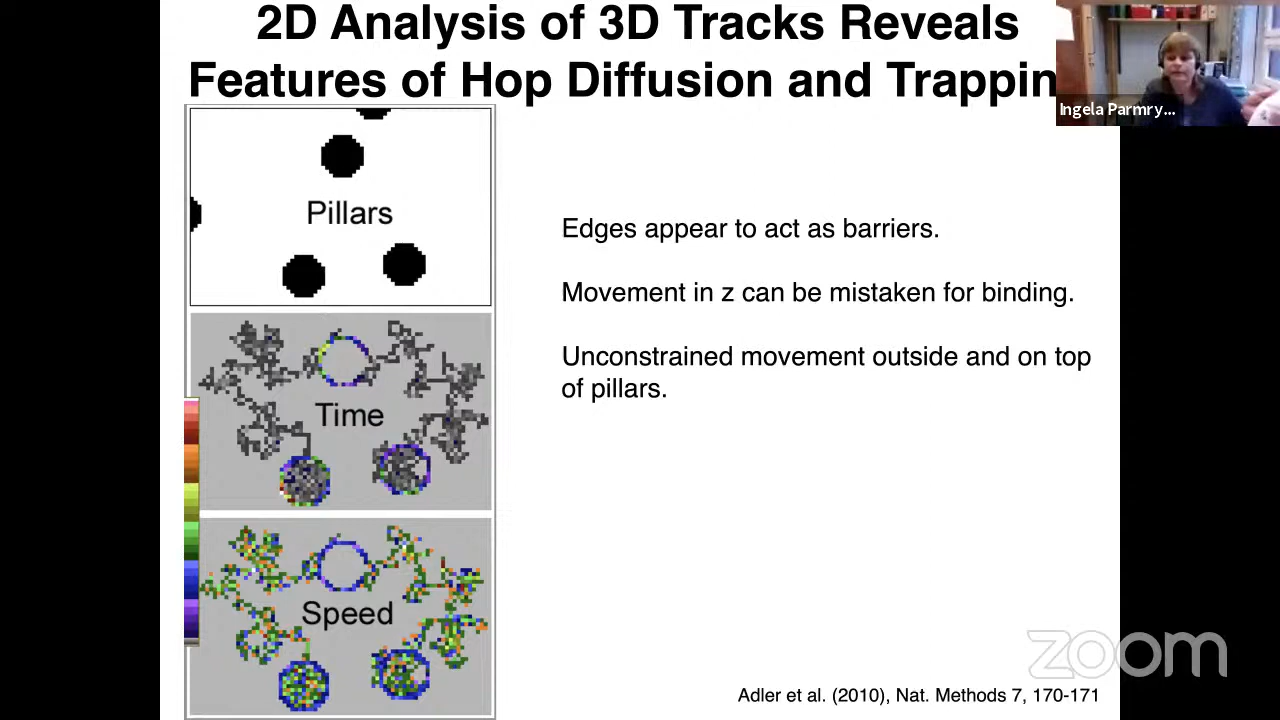 2D Analysis of 3D Tracks Reveals
Features of Hop Diffusion and Trappin
Ingela Parmry...
Pillars
Edges appear to act as barriers.
Movement in z can be mistaken for binding.
Unconstrained movement outside and on top
of pillars.
Time
Speed
zoom
Adler et al. (2010), Nat. Methods 7, 170-171